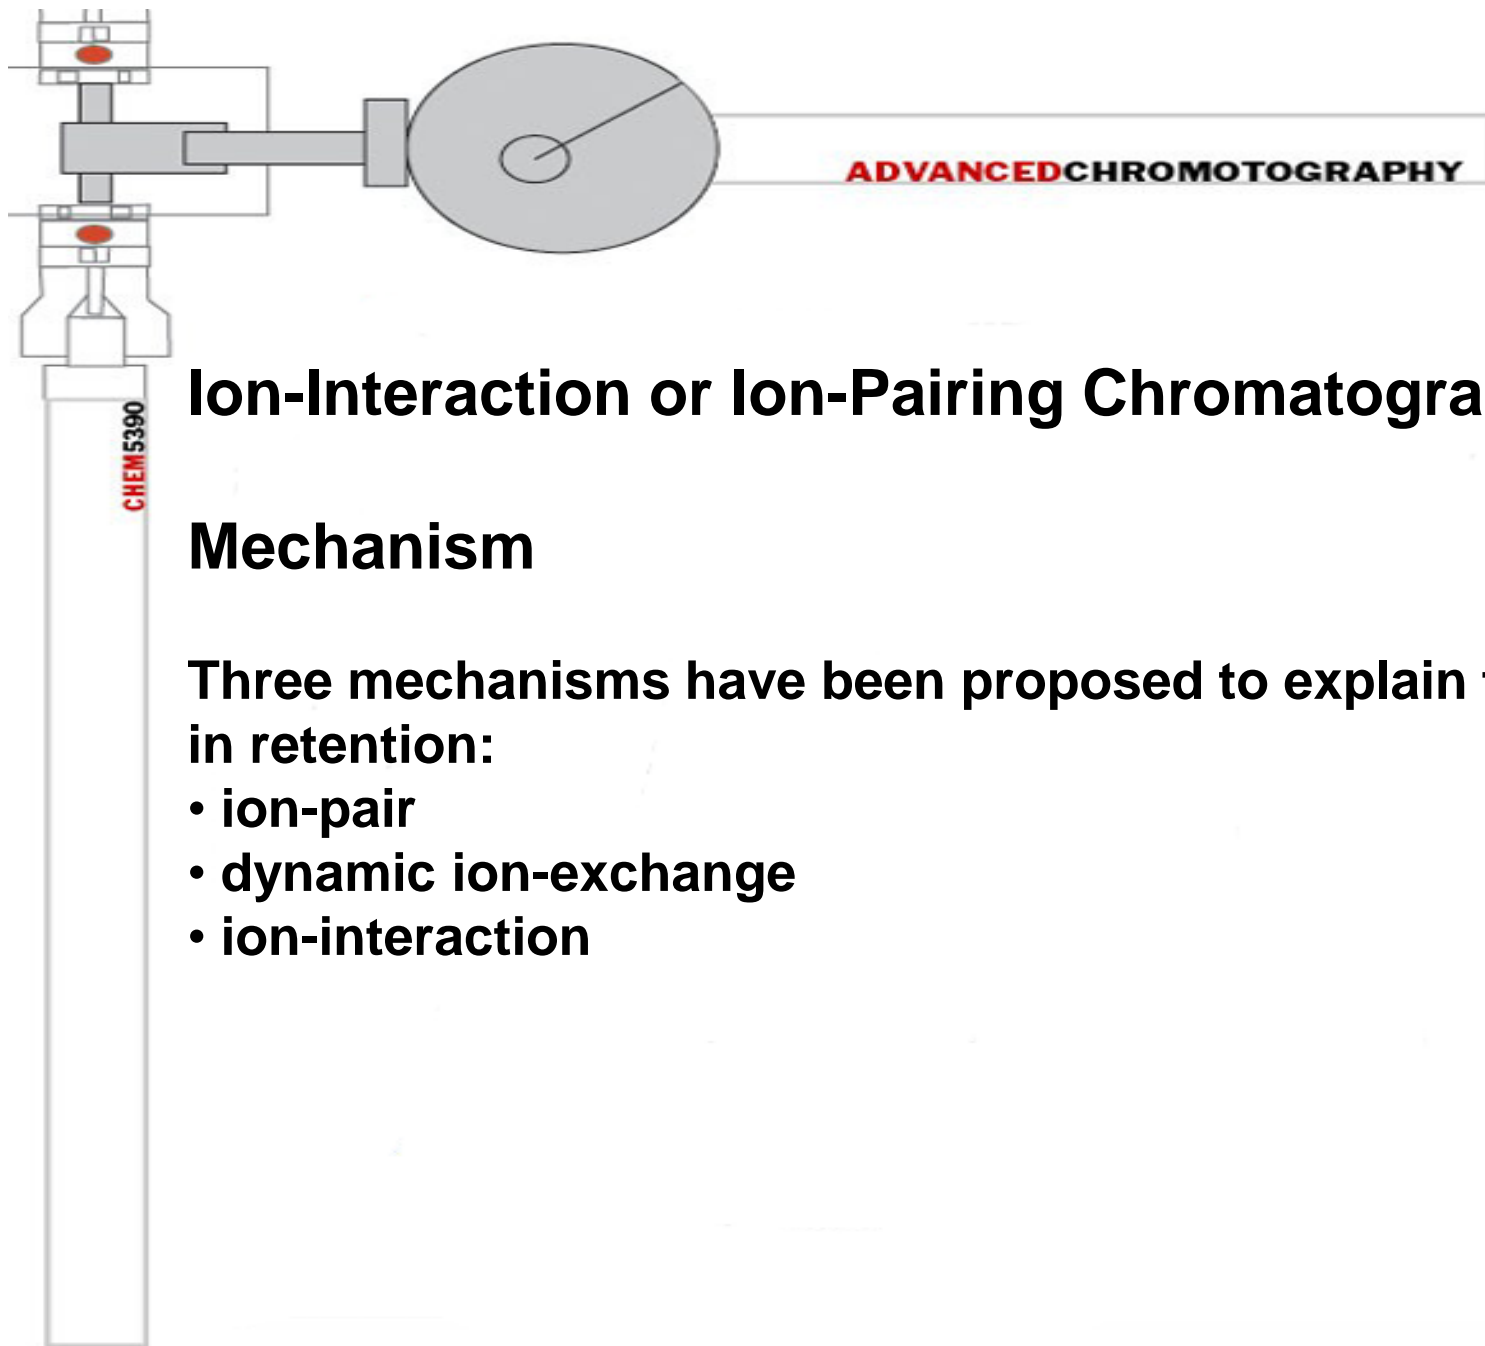 ADVANCEDCHROMOTOGRAPHY
CHEM5390
Ion-Interaction or Ion-Pairing Chromatogra
Mechanism
Three mechanisms have been proposed to explain
in retention:
• ion-pair
• dynamic ion-exchange
• ion-interaction